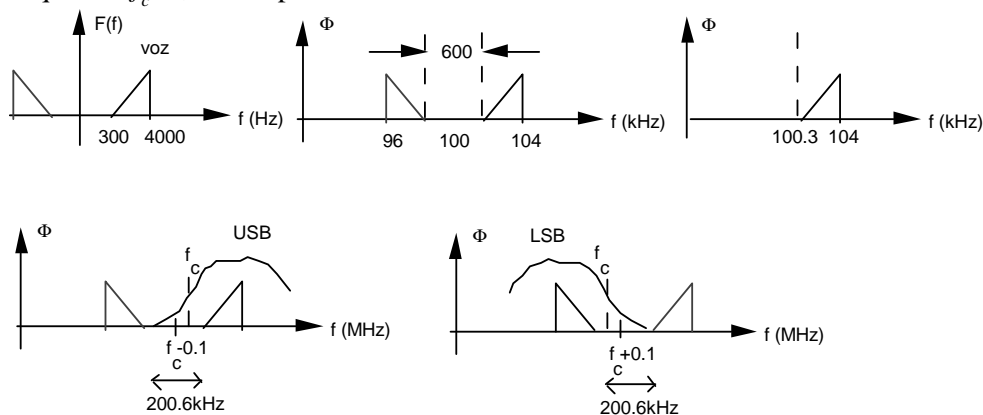 f_c
F(f)
voz
300 4000
f (Hz)
Φ
600
96 100 104
f (kHz)
Φ
100.3 104
f (kHz)
Φ
USB
f
c
f -0.1
c
200.6kHz
f (MHz)
Φ
LSB
f
c
f +0.1
c
200.6kHz
f (MHz)